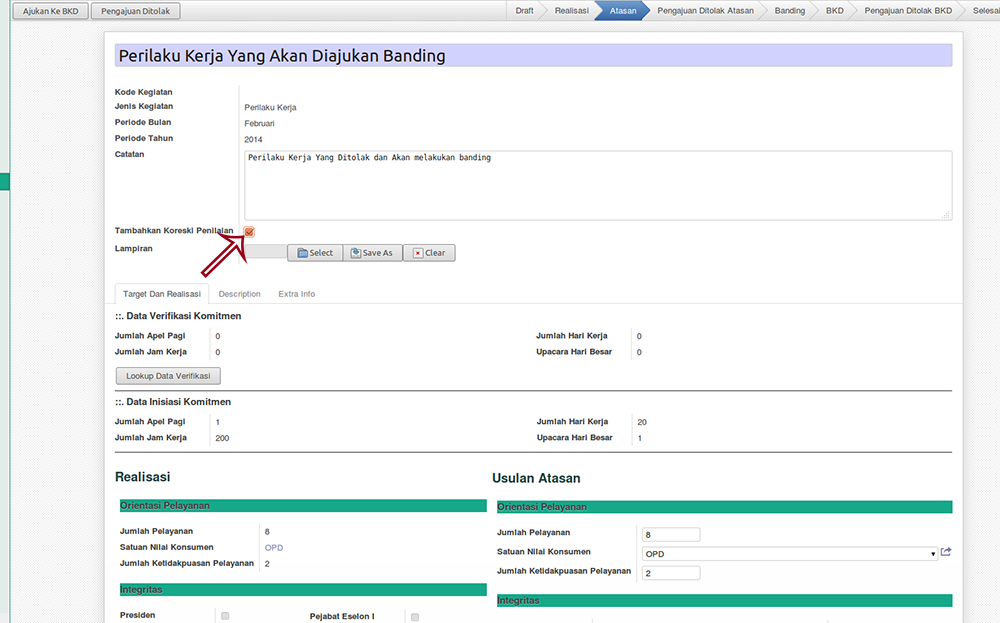 Ajukan Ke BKD Pengajuan Ditolak Draft Realisasi Atasan Pengajuan Ditolak Atasan Banding BKD Pengajuan Ditolak BKD Selesai
Perilaku Kerja Yang Akan Diajukan Banding
Kode Kegiatan
Jenis Kegiatan Perilaku Kerja
Periode Bulan Februari
Periode Tahun 2014
Catatan Perilaku Kerja Yang Ditolak dan Akan melakukan banding
Tambahkan Koreski Penilaian
Lampiran Select Save As Clear
Target Dan Realisasi Description Extra Info
::. Data Verifikasi Komitmen
Jumlah Apel Pagi 0 Jumlah Hari Kerja 0
Jumlah Jam Kerja 0 Upacara Hari Besar 0
Lookup Data Verifikasi
::. Data Inisiasi Komitmen
Jumlah Apel Pagi 1 Jumlah Hari Kerja 20
Jumlah Jam Kerja 200 Upacara Hari Besar 1
Realisasi Usulan Atasan
Orientasi Pelayanan Orientasi Pelayanan
Jumlah Pelayanan 8 Jumlah Pelayanan 8
Satuan Nilai Konsumen OPD Satuan Nilai Konsumen OPD
Jumlah Ketidakpuasan Pelayanan 2 Jumlah Ketidakpuasan Pelayanan 2
Integritas Integritas
Presiden Pejabat Eselon I